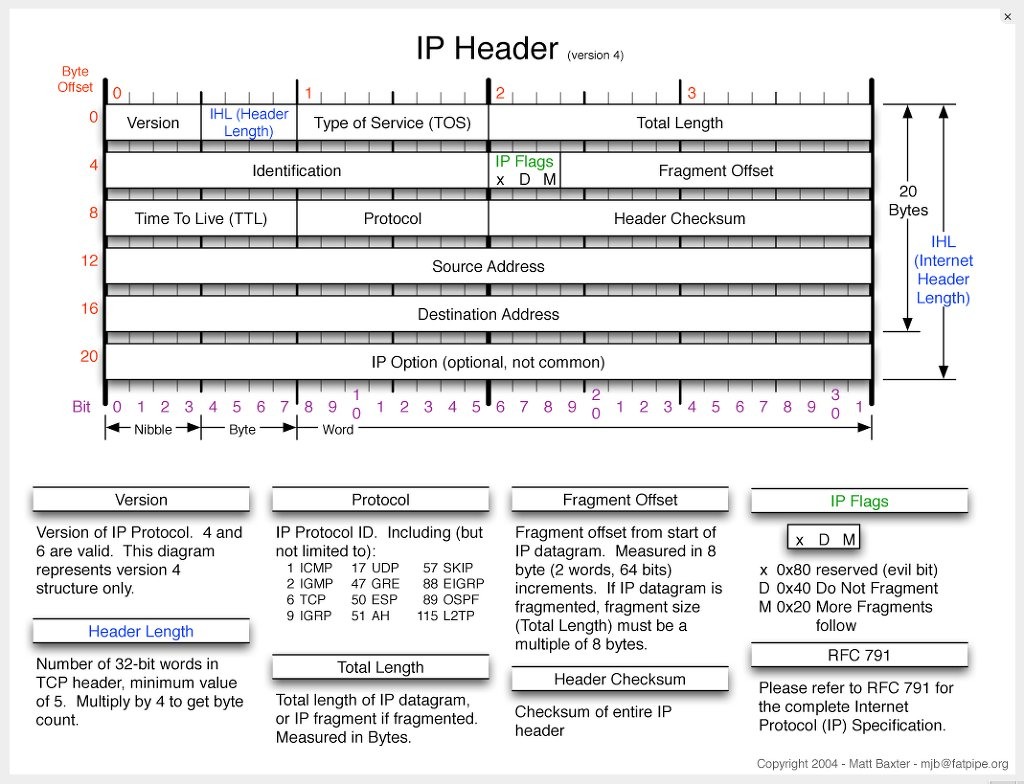 ×
IP Header (version 4)
Byte
Offset
0 1 2 3
0
Version
IHL (Header
Length)
Type of Service (TOS)
Total Length
4
Identification
IP Flags
x D M
Fragment Offset
8
Time To Live (TTL)
Protocol
Header Checksum
12
Source Address
16
Destination Address
20
IP Option (optional, not common)
20
Bytes
IHL
(Internet
Header
Length)
Bit 0 1 2 3 4 5 6 7 8 9 10 1 2 3 4 5 6 7 8 9 20 1 2 3 4 5 6 7 8 9 30 1
Nibble Byte Word
Version
Version of IP Protocol. 4 and
6 are valid. This diagram
represents version 4
structure only.
Header Length
Number of 32-bit words in
TCP header, minimum value
of 5. Multiply by 4 to get byte
count.
Protocol
IP Protocol ID. Including (but
not limited to):
1 ICMP 17 UDP 57 SKIP
2 IGMP 47 GRE 88 EIGRP
6 TCP 50 ESP 89 OSPF
9 IGRP 51 AH 115 L2TP
Total Length
Total length of IP datagram,
or IP fragment if fragmented.
Measured in Bytes.
Fragment Offset
Fragment offset from start of
IP datagram. Measured in 8
byte (2 words, 64 bits)
increments. If IP datagram is
fragmented, fragment size
(Total Length) must be a
multiple of 8 bytes.
Header Checksum
Checksum of entire IP
header
IP Flags
x D M
x 0x80 reserved (evil bit)
D 0x40 Do Not Fragment
M 0x20 More Fragments
follow
RFC 791
Please refer to RFC 791 for
the complete Internet
Protocol (IP) Specification.
Copyright 2004 - Matt Baxter - mjb@fatpipe.org